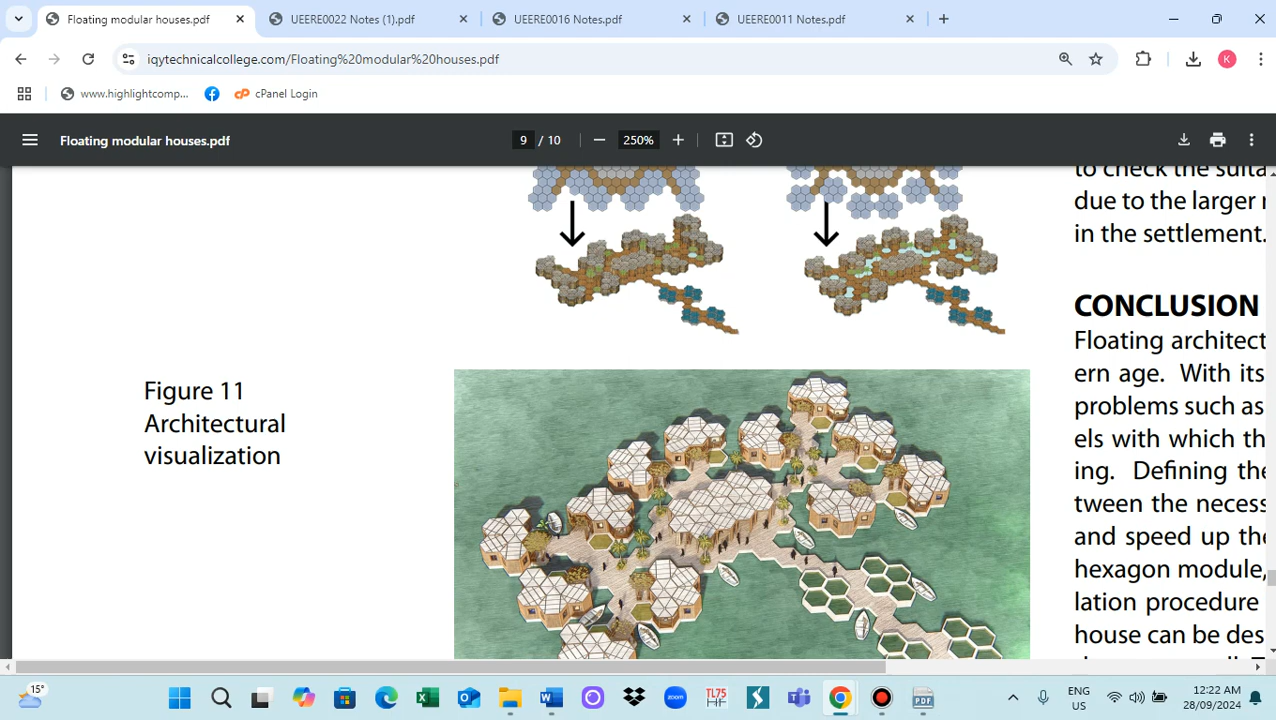 Floating modular houses.pdf
UEERE0022 Notes (1).pdf
UEERE0016 Notes.pdf
UEERE0011 Notes.pdf
iqytechnicalcollege.com/Floating%20modular%20houses.pdf
K
www.highlightcomp...
cPanel Login
Floating modular houses.pdf
9 / 10
250%
to check the suita
due to the larger r
in the settlement.
CONCLUSION
Floating architect
ern age. With its
problems such as
els with which th
ing. Defining the
tween the necess
and speed up the
hexagon module,
lation procedure
house can be des
Figure 11
Architectural
visualization
15°
zoom
TL75
HF
PDF
ENG
US
12:22 AM
28/09/2024